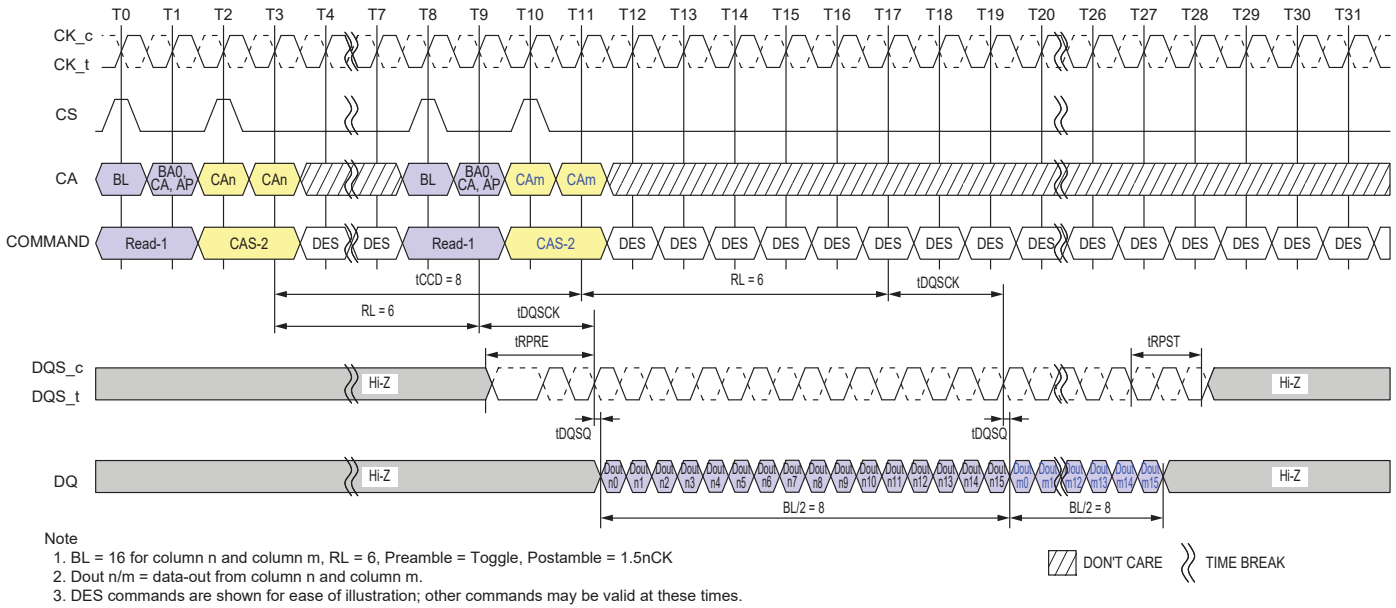 T0 T1 T2 T3 T4 T7 T8 T9 T10 T11 T12 T13 T14 T15 T16 T17 T18 T19 T20 T26 T27 T28 T29 T30 T31
CK_c
CK_t
CS
CA BL BA0, CA, AP CAn CAn BL BA0, CA, AP CAm CAm
COMMAND Read-1 CAS-2 DES DES Read-1 CAS-2 DES DES DES DES DES DES DES DES DES DES DES DES DES DES DES
tCCD = 8 RL = 6 tDQSCK
RL = 6 tDQSCK
tRPRE tRPST
DQS_c
DQS_t
Hi-Z Hi-Z
tDQSQ tDQSQ
DQ Hi-Z Dout n0 Dout n1 Dout n2 Dout n3 Dout n4 Dout n5 Dout n6 Dout n7 Dout n8 Dout n9 Dout n10 Dout n11 Dout n12 Dout n13 Dout n14 Dout n15 Dout m0 Dout m1 Dout m12 Dout m13 Dout m14 Dout m15 Hi-Z
BL/2 = 8 BL/2 = 8
Note
1. BL = 16 for column n and column m, RL = 6, Preamble = Toggle, Postamble = 1.5nCK
2. Dout n/m = data-out from column n and column m.
3. DES commands are shown for ease of illustration; other commands may be valid at these times.
DON'T CARE TIME BREAK